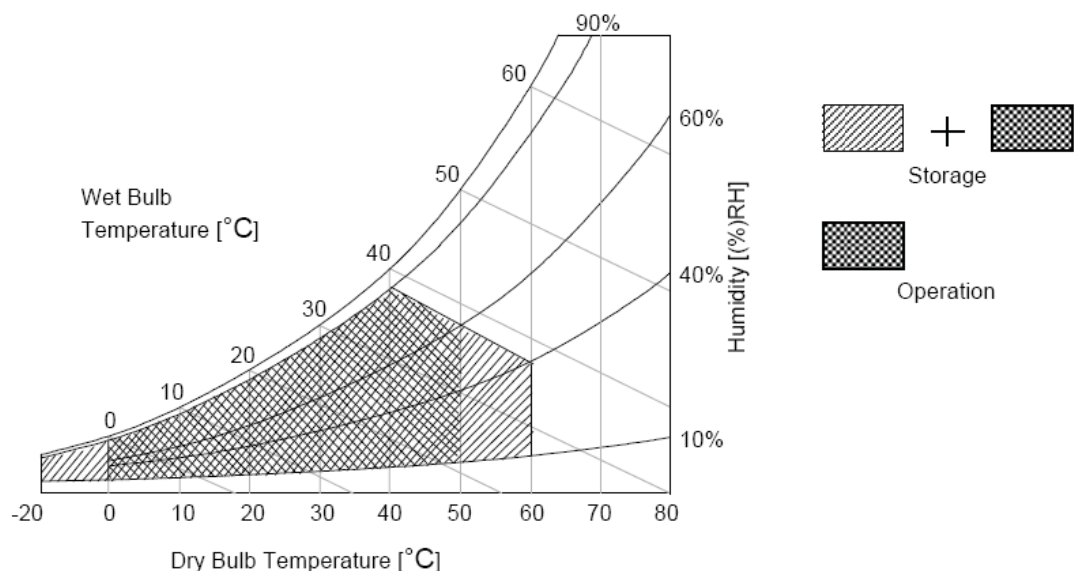 90%
60
60%
50
Wet Bulb
Temperature [°C]
40
40%
30
20
10
0
10%
Humidity [(%)RH]
-20 0 10 20 30 40 50 60 70 80
Dry Bulb Temperature [°C]
+
Storage
Operation